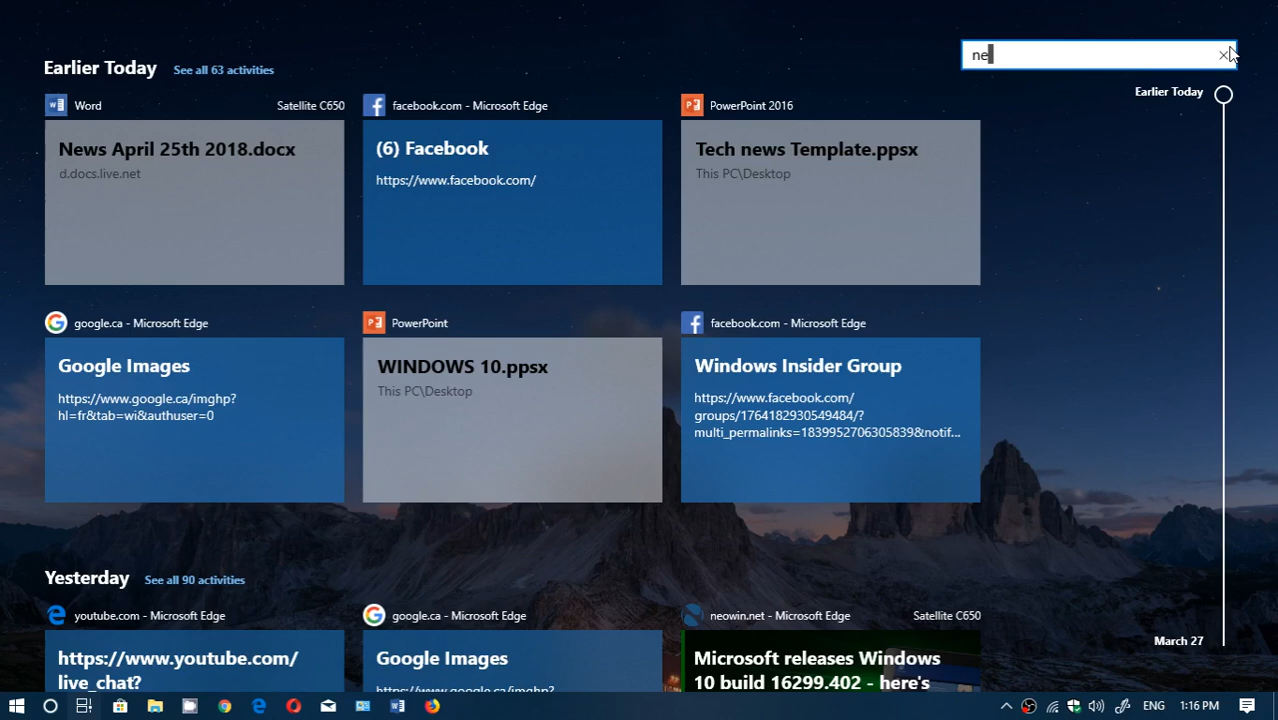 ne
Earlier Today See all 63 activities
Earlier Today
Word Satellite C650
News April 25th 2018.docx
d.docs.live.net
facebook.com - Microsoft Edge
(6) Facebook
https://www.facebook.com/
PowerPoint 2016
Tech news Template.ppsx
This PC\Desktop
google.ca - Microsoft Edge
Google Images
https://www.google.ca/imghp?
hl=fr&tab=wi&authuser=0
PowerPoint
WINDOWS 10.ppsx
This PC\Desktop
facebook.com - Microsoft Edge
Windows Insider Group
https://www.facebook.com/
groups/1764182930549484/?
multi_permalinks=1839952706305839&notif...
Yesterday See all 90 activities
March 27
youtube.com - Microsoft Edge
https://www.youtube.com/
live_chat?
google.ca - Microsoft Edge
Google Images
https://www.google.ca/imghp?
neowin.net - Microsoft Edge Satellite C650
Microsoft releases Windows
10 build 16299.402 - here's
ENG 1:16 PM